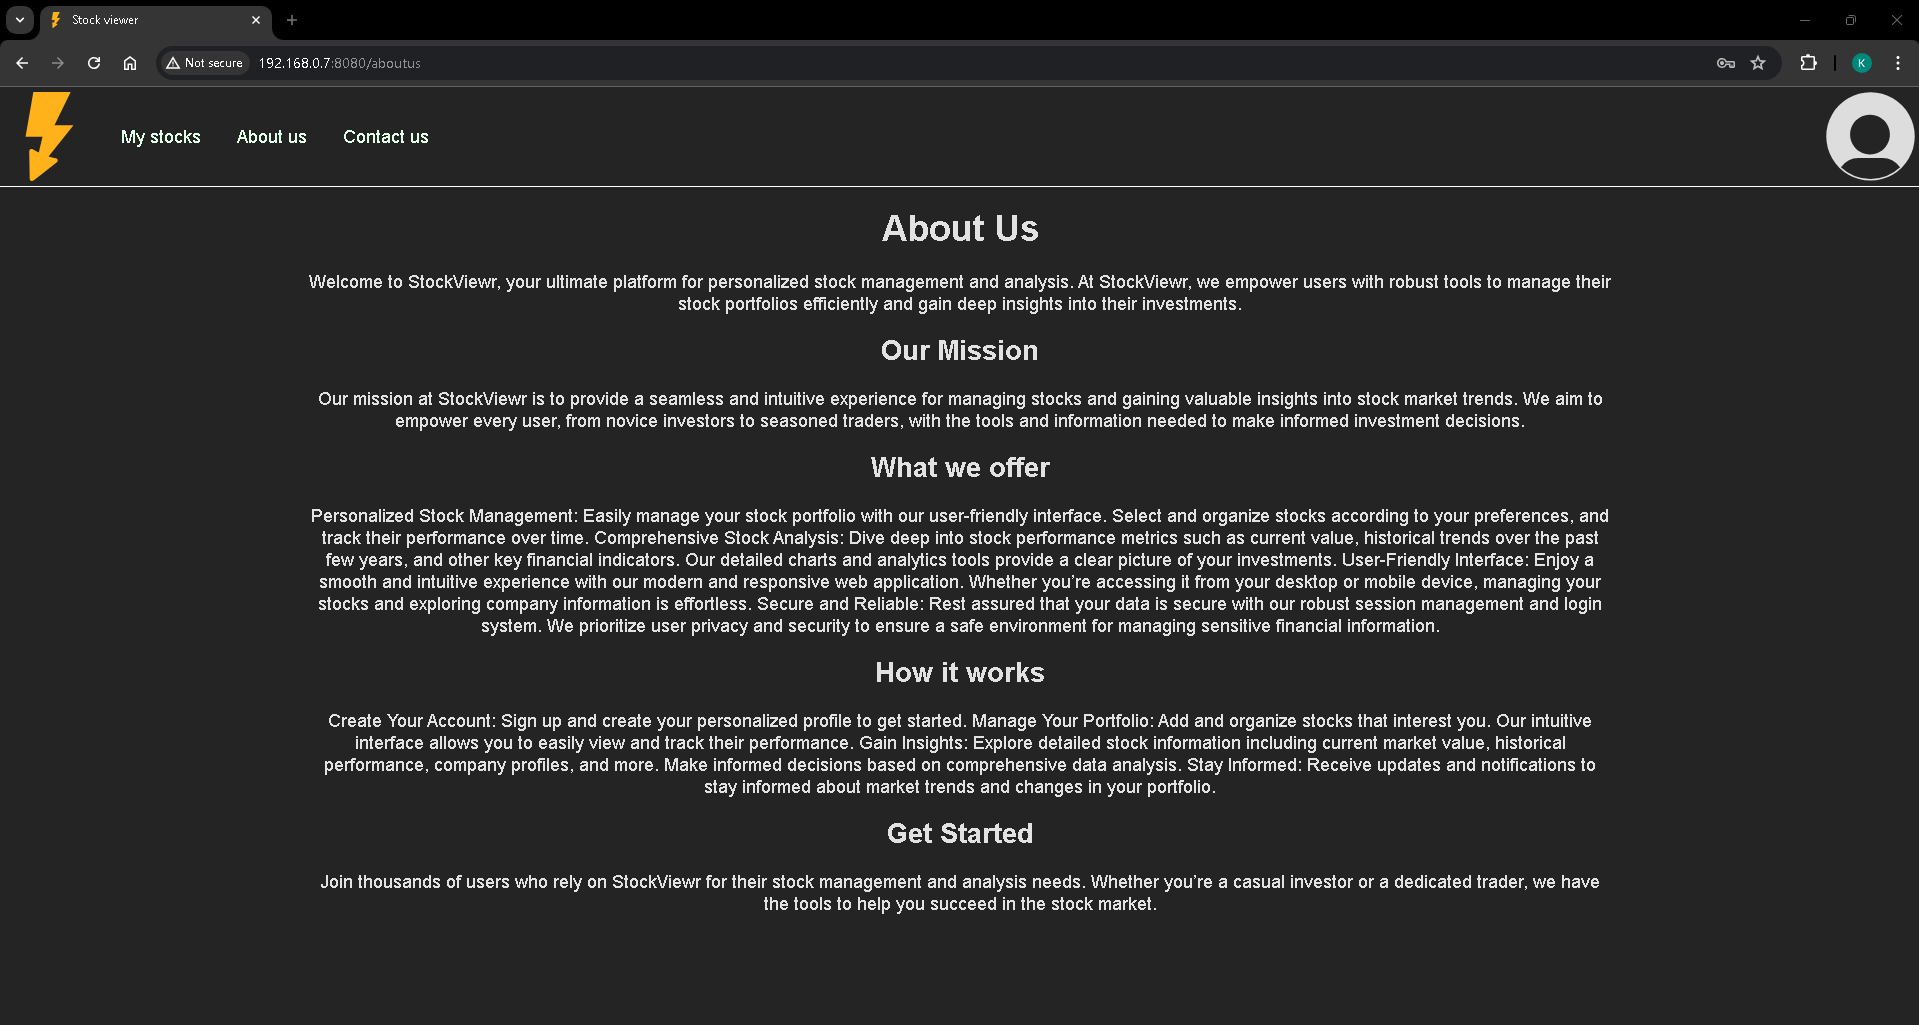 Stock viewer
Not secure
192.168.0.7:8080/aboutus
K
My stocks
About us
Contact us
About Us
Welcome to StockViewr, your ultimate platform for personalized stock management and analysis. At StockViewr, we empower users with robust tools to manage their
stock portfolios efficiently and gain deep insights into their investments.
Our Mission
Our mission at StockViewr is to provide a seamless and intuitive experience for managing stocks and gaining valuable insights into stock market trends. We aim to
empower every user, from novice investors to seasoned traders, with the tools and information needed to make informed investment decisions.
What we offer
Personalized Stock Management: Easily manage your stock portfolio with our user-friendly interface. Select and organize stocks according to your preferences, and
track their performance over time. Comprehensive Stock Analysis: Dive deep into stock performance metrics such as current value, historical trends over the past
few years, and other key financial indicators. Our detailed charts and analytics tools provide a clear picture of your investments. User-Friendly Interface: Enjoy a
smooth and intuitive experience with our modern and responsive web application. Whether you’re accessing it from your desktop or mobile device, managing your
stocks and exploring company information is effortless. Secure and Reliable: Rest assured that your data is secure with our robust session management and login
system. We prioritize user privacy and security to ensure a safe environment for managing sensitive financial information.
How it works
Create Your Account: Sign up and create your personalized profile to get started. Manage Your Portfolio: Add and organize stocks that interest you. Our intuitive
interface allows you to easily view and track their performance. Gain Insights: Explore detailed stock information including current market value, historical
performance, company profiles, and more. Make informed decisions based on comprehensive data analysis. Stay Informed: Receive updates and notifications to
stay informed about market trends and changes in your portfolio.
Get Started
Join thousands of users who rely on StockViewr for their stock management and analysis needs. Whether you’re a casual investor or a dedicated trader, we have
the tools to help you succeed in the stock market.